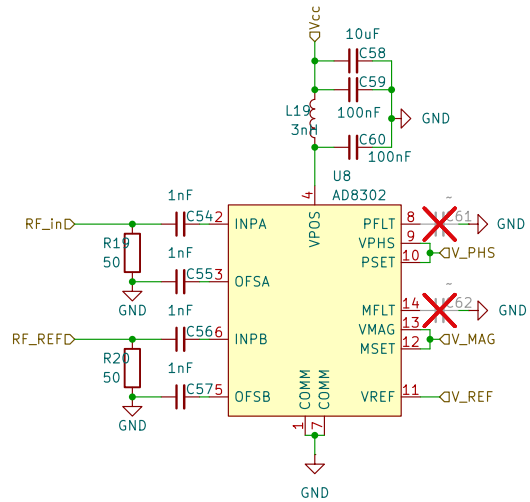 Vcc
10uF
C58
C59
L19
100nF
GND
3nH
C60
100nF
U8
AD8302
4
VPOS
1nF
RF_in
C54
2
INPA
PFLT
8
~
C61
GND
R19
50
VPHS
9
V_PHS
1nF
PSET
10
C55
3
OFSA
GND
1nF
MFLT
14
~
C62
GND
RF_REF
C56
6
INPB
VMAG
13
V_MAG
MSET
12
R20
50
1nF
C57
5
OFSB
COMM
COMM
VREF
11
V_REF
GND
1
7
GND